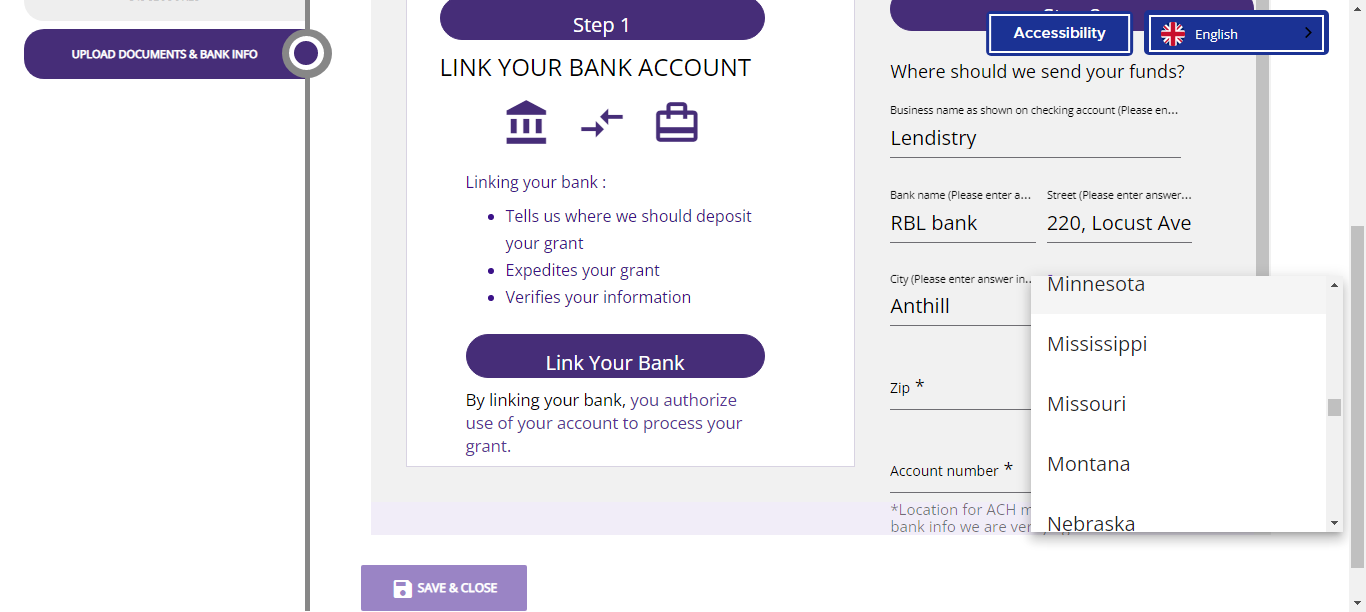 UPLOAD DOCUMENTS & BANK INFO
Step 1
LINK YOUR BANK ACCOUNT
Linking your bank :
Tells us where we should deposit
your grant
Expedites your grant
Verifies your information
Link Your Bank
By linking your bank, you authorize
use of your account to process your
grant.
SAVE & CLOSE
Accessibility
English
Where should we send your funds?
Business name as shown on checking account (Please en...
Lendistry
Bank name (Please enter a...
RBL bank
Street (Please enter answer...
220, Locust Ave
City (Please enter answer in...
Anthill
Zip *
Account number *
*Location for ACH
bank info we are
Minnesota
Mississippi
Missouri
Montana
Nebraska